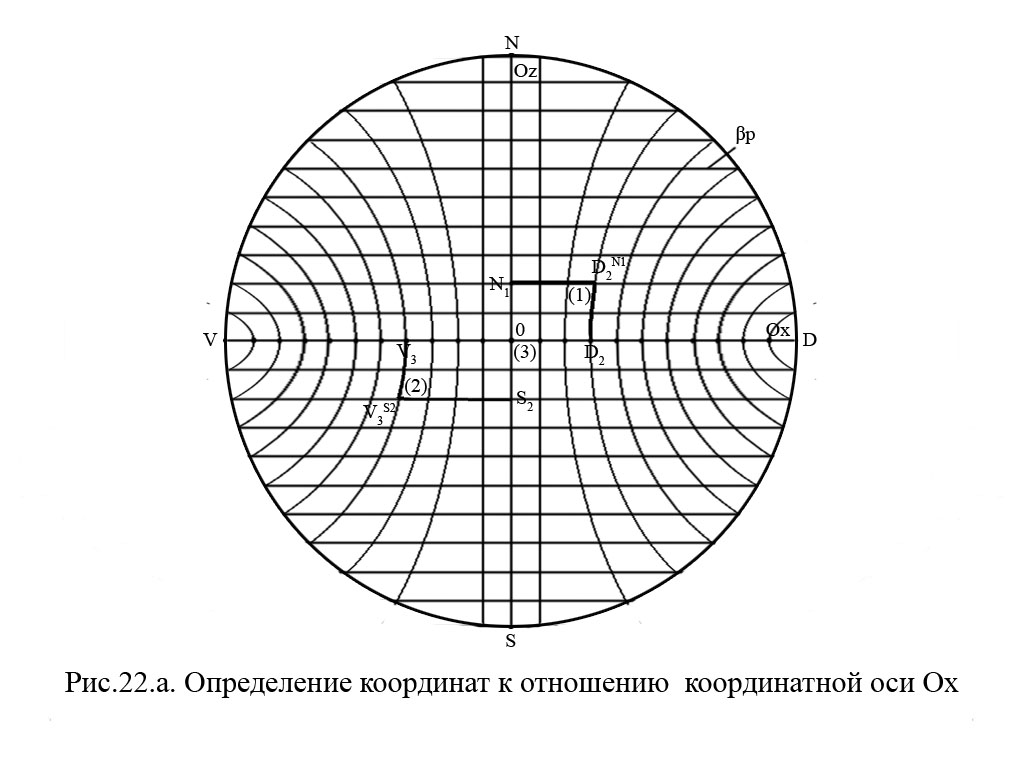 N
Oz
βp
D₂ᴺ¹
N₁
(1)
0
Ox
V
D
V₃
(3)
D₂
(2)
S₂
V₃ˢ²
S
Рис.22.а. Определение координат к отношению координатной оси Ох